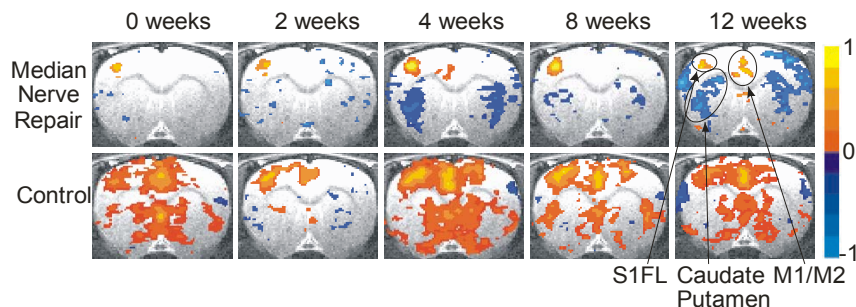 0 weeks 2 weeks 4 weeks 8 weeks 12 weeks
Median
Nerve
Repair
Control
1
0
-1
S1FL Caudate M1/M2
Putamen